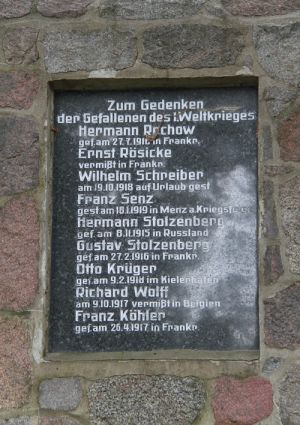 Zum Gedenken
der Gefallenen des 1.Weltkrieges
Hermann Rochow
gef. am 27.7.1916 in Frankr.
Ernst Rösicke
vermißt in Frankr.
Wilhelm Schreiber
am 19.10.1918 auf Urlaub gest
Franz Senz
gest am 18.1.1919 in Menz a.Kriegsfolg.
Hermann Stolzenberg
gef. am 8.11.1915 in Russland
Gustav Stolzenberg
gef. am 27.2.1916 in Frankr.
Otto Krüger
gef. am 9.2.1918 im Kielerhafen
Richard Wolff
am 9.10.1917 vermißt in Belgien
Franz Köhler
gef. am 26.4.1917 in Frankr.